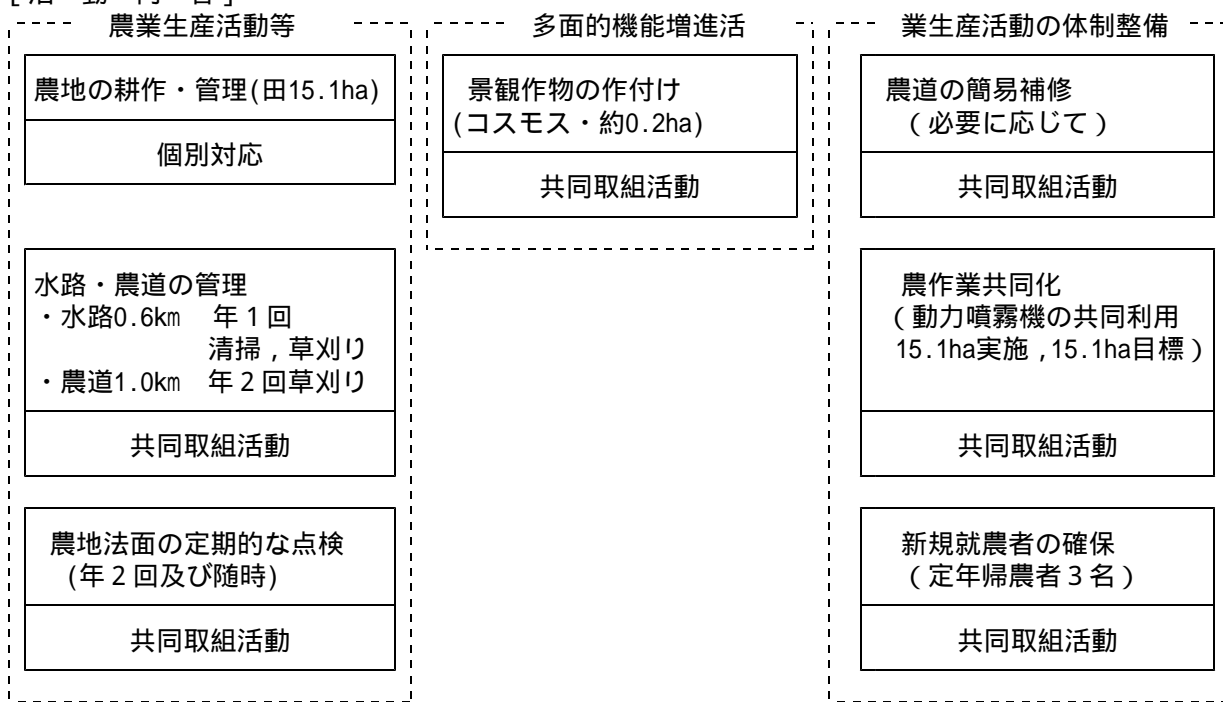 [活動内容]
農業生産活動等
農地の耕作・管理(田15.1ha)
個別対応
水路・農道の管理
・水路0.6km 年1回
清掃,草刈り
・農道1.0km 年2回草刈り
共同取組活動
農地法面の定期的な点検
(年2回及び随時)
共同取組活動
多面的機能増進活
景観作物の作付け
(コスモス・約0.2ha)
共同取組活動
業生産活動の体制整備
農道の簡易補修
(必要に応じて)
共同取組活動
農作業共同化
(動力噴霧機の共同利用
15.1ha実施,15.1ha目標)
共同取組活動
新規就農者の確保
(定年帰農者3名)
共同取組活動